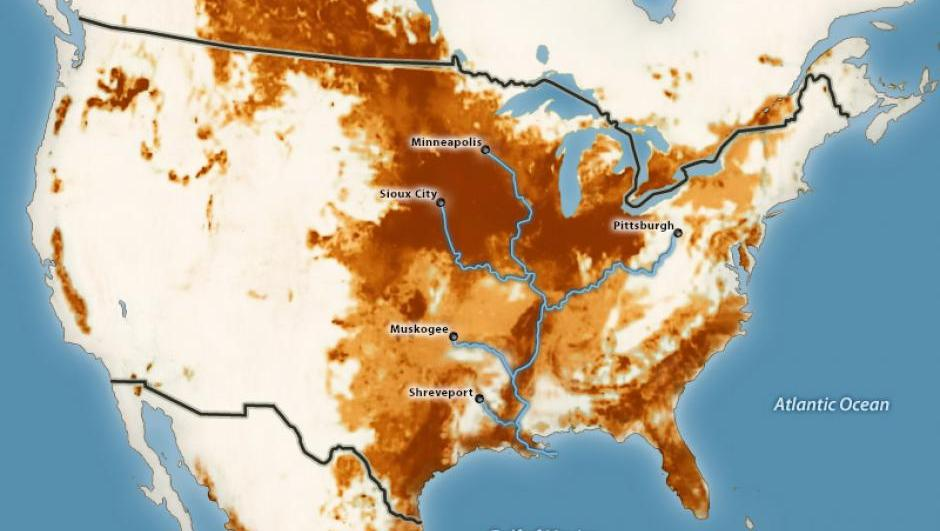 Minneapolis
Sioux City
Pittsburgh
Muskogee
Shreveport
Atlantic Ocean